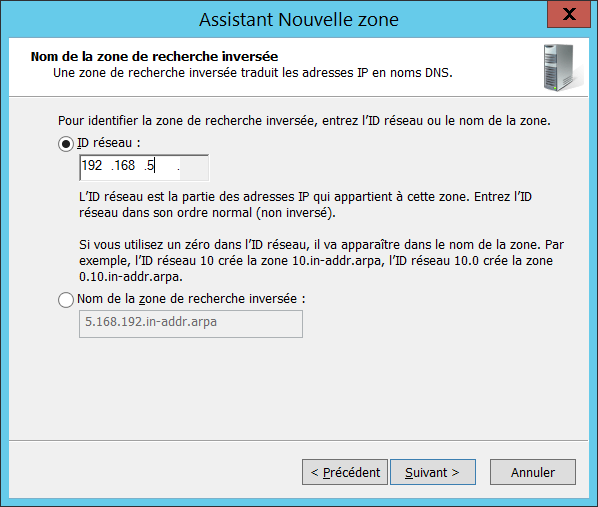 Assistant Nouvelle zone
X
Nom de la zone de recherche inversée
Une zone de recherche inversée traduit les adresses IP en noms DNS.
Pour identifier la zone de recherche inversée, entrez l'ID réseau ou le nom de la zone.
ID réseau :
192 .168 .5 .
L'ID réseau est la partie des adresses IP qui appartient à cette zone. Entrez l'ID
réseau dans son ordre normal (non inversé).
Si vous utilisez un zéro dans l'ID réseau, il va apparaître dans le nom de la zone. Par
exemple, l'ID réseau 10 crée la zone 10.in-addr.arpa, l'ID réseau 10.0 crée la zone
0.10.in-addr.arpa.
Nom de la zone de recherche inversée :
5.168.192.in-addr.arpa
< Précédent Suivant > Annuler